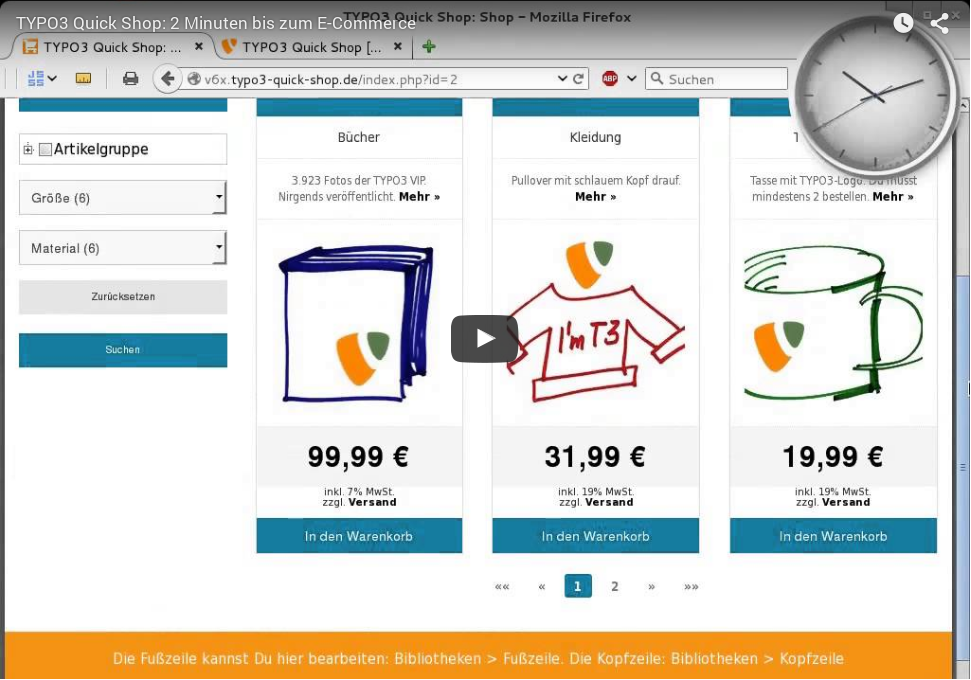 TYPO3 Quick Shop: Shop – Mozilla Firefox
TYPO3 Quick Shop: 2 Minuten bis zum E-Commerce
TYPO3 Quick Shop: ...
TYPO3 Quick Shop [...
v6x.typo3-quick-shop.de/index.php?id=2
ABP
Suchen
Artikelgruppe
Größe (6)
Material (6)
Zurücksetzen
Suchen
Bücher
3.923 Fotos der TYPO3 VIP.
Nirgends veröffentlicht. Mehr »
99,99 €
inkl. 7% MwSt.
zzgl. Versand
In den Warenkorb
Kleidung
Pullover mit schlauem Kopf drauf.
Mehr »
I'm T3
31,99 €
inkl. 19% MwSt.
zzgl. Versand
In den Warenkorb
Tasse mit TYPO3-Logo. Du musst
mindestens 2 bestellen. Mehr »
19,99 €
inkl. 19% MwSt.
zzgl. Versand
In den Warenkorb
«« « 1 2 » »»
Die Fußzeile kannst Du hier bearbeiten: Bibliotheken > Fußzeile. Die Kopfzeile: Bibliotheken > Kopfzeile